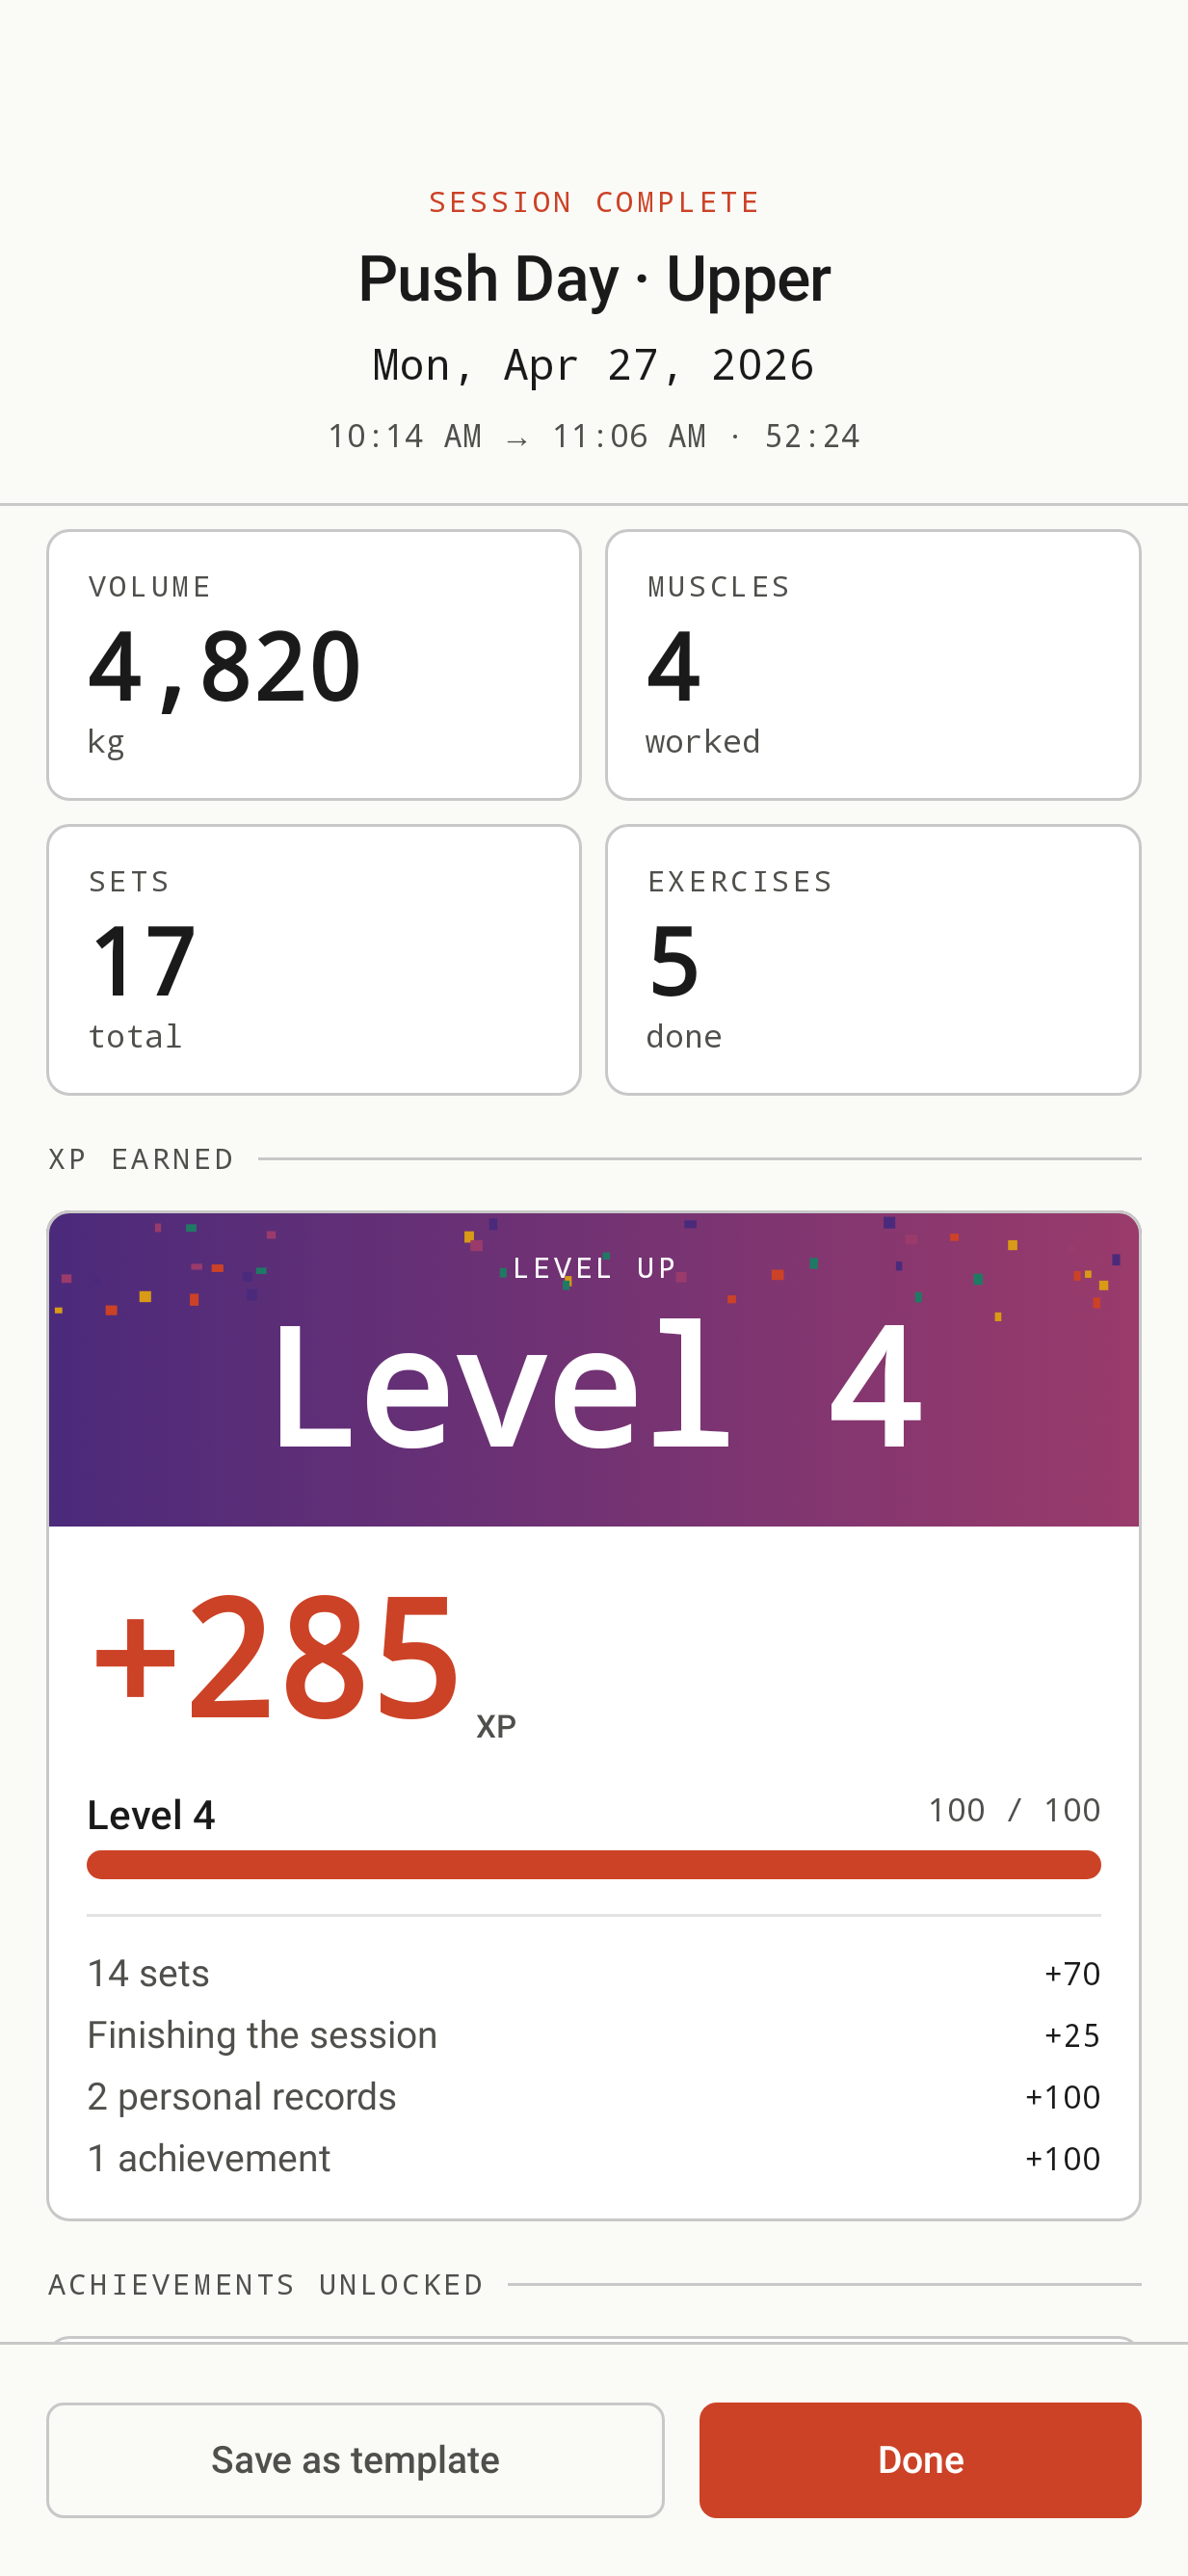 SESSION COMPLETE
Push Day · Upper
Mon, Apr 27, 2026
10:14 AM → 11:06 AM · 52:24
VOLUME
4,820
kg
MUSCLES
4
worked
SETS
17
total
EXERCISES
5
done
XP EARNED
LEVEL UP
Level 4
+285 XP
Level 4 100 / 100
14 sets +70
Finishing the session +25
2 personal records +100
1 achievement +100
ACHIEVEMENTS UNLOCKED
Save as template Done